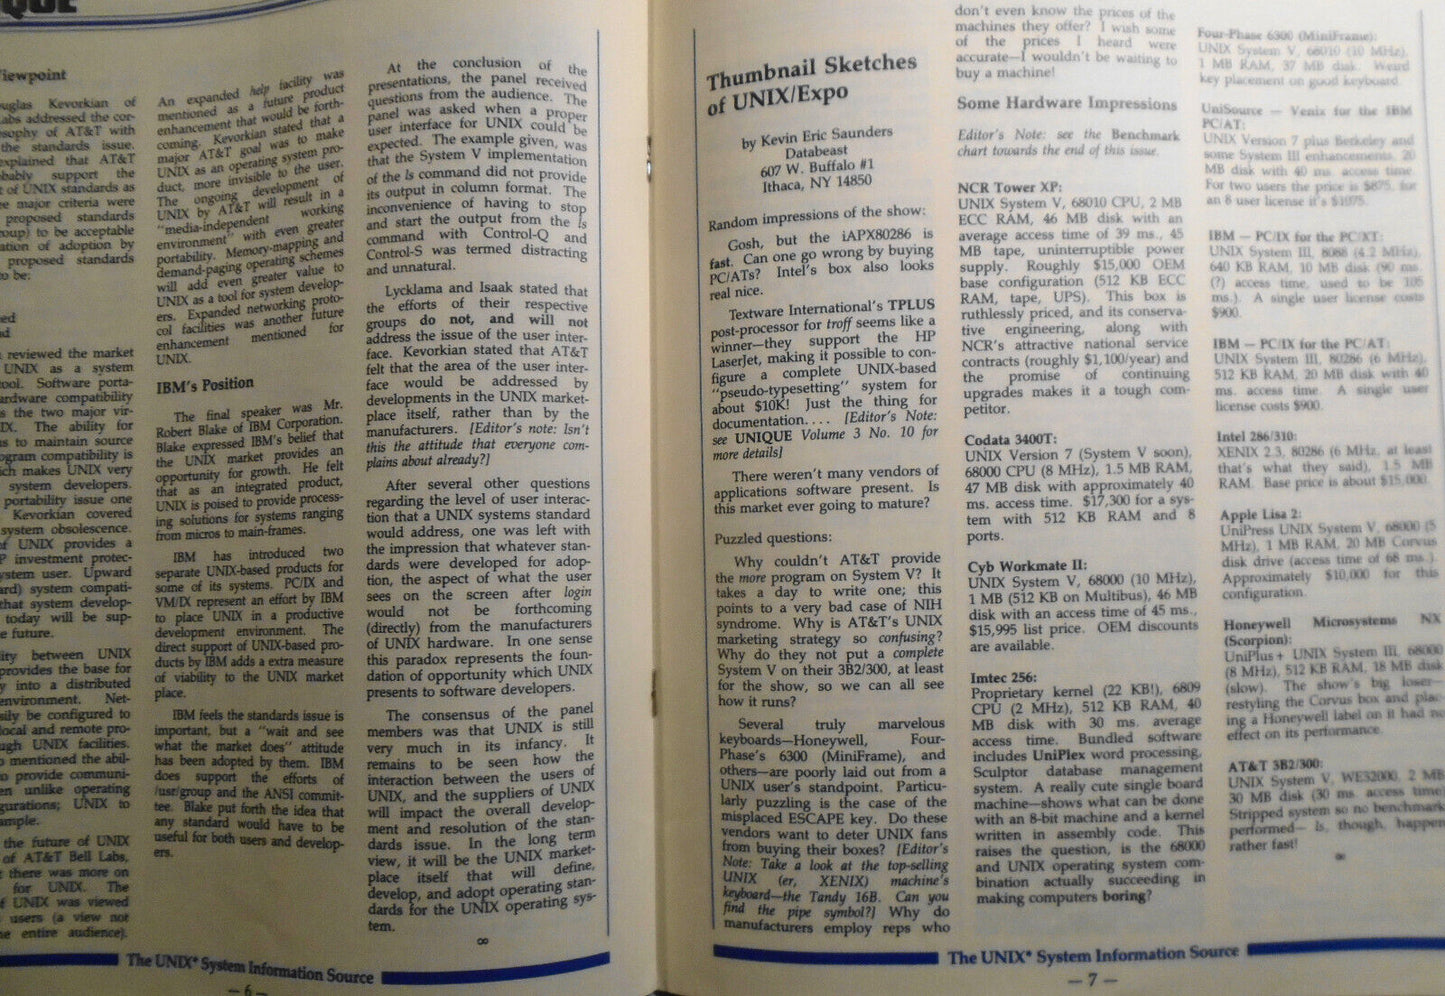 IQUE
Viewpoint
ouglas Kevorkian of
Labs addressed the cor-
osophy of AT&T with
the standards issue.
explained that AT&T
bably support the
t of UNIX standards as
ee major criteria were
proposed standards
oup) to be acceptable
ation of adoption by
proposed standards
o be:
ed
nd
reviewed the market
UNIX as a system
ool. Software porta-
ardware compatibility
s the two major vir-
IX. The ability for
ns to maintain source
ogram compatibility is
ich makes UNIX very
system developers.
portability issue one
Kevorkian covered
system obsolescence.
of UNIX provides a
P investment protec-
ystem user. Upward
ard) system compati-
that system develop-
today will be sup-
e future.
lity between UNIX
provides the base for
y into a distributed
environment. Net-
sily be configured to
local and remote pro-
ugh UNIX facilities.
o mentioned the abil-
o provide communi-
en unlike operating
gurations; UNIX to
ample.
the future of UNIX
of AT&T Bell Labs,
t there was more on
for UNIX. The
f UNIX was viewed
users (a view not
e entire audience).
An expanded help facility was
mentioned as a future product
enhancement that would be forth-
coming. Kevorkian stated that a
major AT&T goal was to make
UNIX as an operating system pro-
duct, more invisible to the user.
The ongoing development of
UNIX by AT&T will result in a
"media-independent working
environment" with even greater
portability. Memory-mapping and
demand-paging operating schemes
will add even greater value to
UNIX as a tool for system develop-
ers. Expanded networking proto-
col facilities was another future
enhancement mentioned for
UNIX.
IBM's Position
The final speaker was Mr.
Robert Blake of IBM Corporation.
Blake expressed IBM's belief that
the UNIX market provides an
opportunity for growth. He felt
that as an integrated product,
UNIX is poised to provide process-
ing solutions for systems ranging
from micros to main-frames.
IBM has introduced two
separate UNIX-based products for
some of its systems. PC/IX and
VM/IX represent an effort by IBM
to place UNIX in a productive
development environment. The
direct support of UNIX-based pro-
ducts by IBM adds a extra measure
of viability to the UNIX market
place.
IBM feels the standards issue is
important, but a "wait and see
what the market does" attitude
has been adopted by them. IBM
does support the efforts of
/usr/group and the ANSI commit-
tee. Blake put forth the idea that
any standard would have to be
useful for both users and develop-
ers.
At the conclusion of the
presentations, the panel received
questions from the audience. The
panel was asked when a proper
user interface for UNIX could be
expected. The example given, was
that the System V implementation
of the ls command did not provide
its output in column format. The
inconvenience of having to stop
and start the output from the ls
command with Control-Q and
Control-S was termed distracting
and unnatural.
Lycklama and Isaak stated that
the efforts of their respective
groups do not, and will not
address the issue of the user inter-
face. Kevorkian stated that AT&T
felt that the area of the user inter-
face would be addressed by
developments in the UNIX market-
place itself, rather than by the
manufacturers. [Editor's note: Isn't
this the attitude that everyone com-
plains about already?]
After several other questions
regarding the level of user interac-
tion that a UNIX systems standard
would address, one was left with
the impression that whatever stan-
dards were developed for adop-
tion, the aspect of what the user
sees on the screen after login
would not be forthcoming
(directly) from the manufacturers
of UNIX hardware. In one sense
this paradox represents the foun-
dation of opportunity which UNIX
presents to software developers.
The consensus of the panel
members was that UNIX is still
very much in its infancy. It
remains to be seen how the
interaction between the users of
UNIX, and the suppliers of UNIX
will impact the overall develop-
ment and resolution of the stan-
dards issue. In the long term
view, it will be the UNIX market-
place itself that will define,
develop, and adopt operating stan-
dards for the UNIX operating sys-
tem.
∞
The UNIX* System Information Source
— 6 —
Thumbnail Sketches
of UNIX/Expo
by Kevin Eric Saunders
Databeast
607 W. Buffalo #1
Ithaca, NY 14850
Random impressions of the show:
Gosh, but the iAPX80286 is
fast. Can one go wrong by buying
PC/ATs? Intel's box also looks
real nice.
Textware International's TPLUS
post-processor for troff seems like a
winner—they support the HP
LaserJet, making it possible to con-
figure a complete UNIX-based
"pseudo-typesetting" system for
about $10K! Just the thing for
documentation. . . . [Editor's Note:
see UNIQUE Volume 3 No. 10 for
more details]
There weren't many vendors of
applications software present. Is
this market ever going to mature?
Puzzled questions:
Why couldn't AT&T provide
the more program on System V? It
takes a day to write one; this
points to a very bad case of NIH
syndrome. Why is AT&T's UNIX
marketing strategy so confusing?
Why do they not put a complete
System V on their 3B2/300, at least
for the show, so we can all see
how it runs?
Several truly marvelous
keyboards—Honeywell, Four-
Phase's 6300 (MiniFrame), and
others—are poorly laid out from a
UNIX user's standpoint. Particu-
larly puzzling is the case of the
misplaced ESCAPE key. Do these
vendors want to deter UNIX fans
from buying their boxes? [Editor's
Note: Take a look at the top-selling
UNIX (er, XENIX) machine's
keyboard—the Tandy 16B. Can you
find the pipe symbol?] Why do
manufacturers employ reps who
don't even know the prices of the
machines they offer? I wish some
of the prices I heard were
accurate—I wouldn't be waiting to
buy a machine!
Some Hardware Impressions
Editor's Note: see the Benchmark
chart towards the end of this issue.
NCR Tower XP:
UNIX System V, 68010 CPU, 2 MB
ECC RAM, 46 MB disk with an
average access time of 39 ms., 45
MB tape, uninterruptible power
supply. Roughly $15,000 OEM
base configuration (512 KB ECC
RAM, tape, UPS). This box is
ruthlessly priced, and its conserva-
tive engineering, along with
NCR's attractive national service
contracts (roughly $1,100/year) and
the promise of continuing
upgrades makes it a tough com-
petitor.
Codata 3400T:
UNIX Version 7 (System V soon),
68000 CPU (8 MHz), 1.5 MB RAM,
47 MB disk with approximately 40
ms. access time. $17,300 for a sys-
tem with 512 KB RAM and 8
ports.
Cyb Workmate II:
UNIX System V, 68000 (10 MHz),
1 MB (512 KB on Multibus), 46 MB
disk with an access time of 45 ms.,
$15,995 list price. OEM discounts
are available.
Imtec 256:
Proprietary kernel (22 KB!), 6809
CPU (2 MHz), 512 KB RAM, 40
MB disk with 30 ms. average
access time. Bundled software
includes UniPlex word processing,
Sculptor database management
system. A really cute single board
machine—shows what can be done
with an 8-bit machine and a kernel
written in assembly code. This
raises the question, is the 68000
and UNIX operating system com-
bination actually succeeding in
making computers boring?
Four-Phase 6300 (MiniFrame):
UNIX System V, 68010 (10 MHz),
1 MB RAM, 37 MB disk. Weird
key placement on good keyboard.
UniSource — Venix for the IBM
PC/AT:
UNIX Version 7 plus Berkeley and
some System III enhancements, 20
MB disk with 40 ms. access time.
For two users the price is $875, for
an 8 user license it's $1075.
IBM — PC/IX for the PC/XT:
UNIX System III, 8088 (4.2 MHz),
640 KB RAM, 10 MB disk (90 ms.
(?) access time, used to be 105
ms.). A single user license costs
$900.
IBM — PC/IX for the PC/AT:
UNIX System III, 80286 (6 MHz),
512 KB RAM, 20 MB disk with 40
ms. access time. A single user
license costs $900.
Intel 286/310:
XENIX 2.3, 80286 (6 MHz, at least
that's what they said), 1.5 MB
RAM. Base price is about $15,000.
Apple Lisa 2:
UniPress UNIX System V, 68000 (5
MHz), 1 MB RAM, 20 MB Corvus
disk drive (access time of 68 ms.).
Approximately $10,000 for this
configuration.
Honeywell Microsystems NX
(Scorpion):
UniPlus+ UNIX System III, 68000
(8 MHz), 512 KB RAM, 18 MB disk
(slow). The show's big loser—
restyling the Corvus box and plac-
ing a Honeywell label on it had no
effect on its performance.
AT&T 3B2/300:
UNIX System V, WE32000, 2 MB
30 MB disk (30 ms. access time)
Stripped system so no benchmark
performed— Is, though, happen
rather fast!
∞
The UNIX* System Information Source
— 7 —